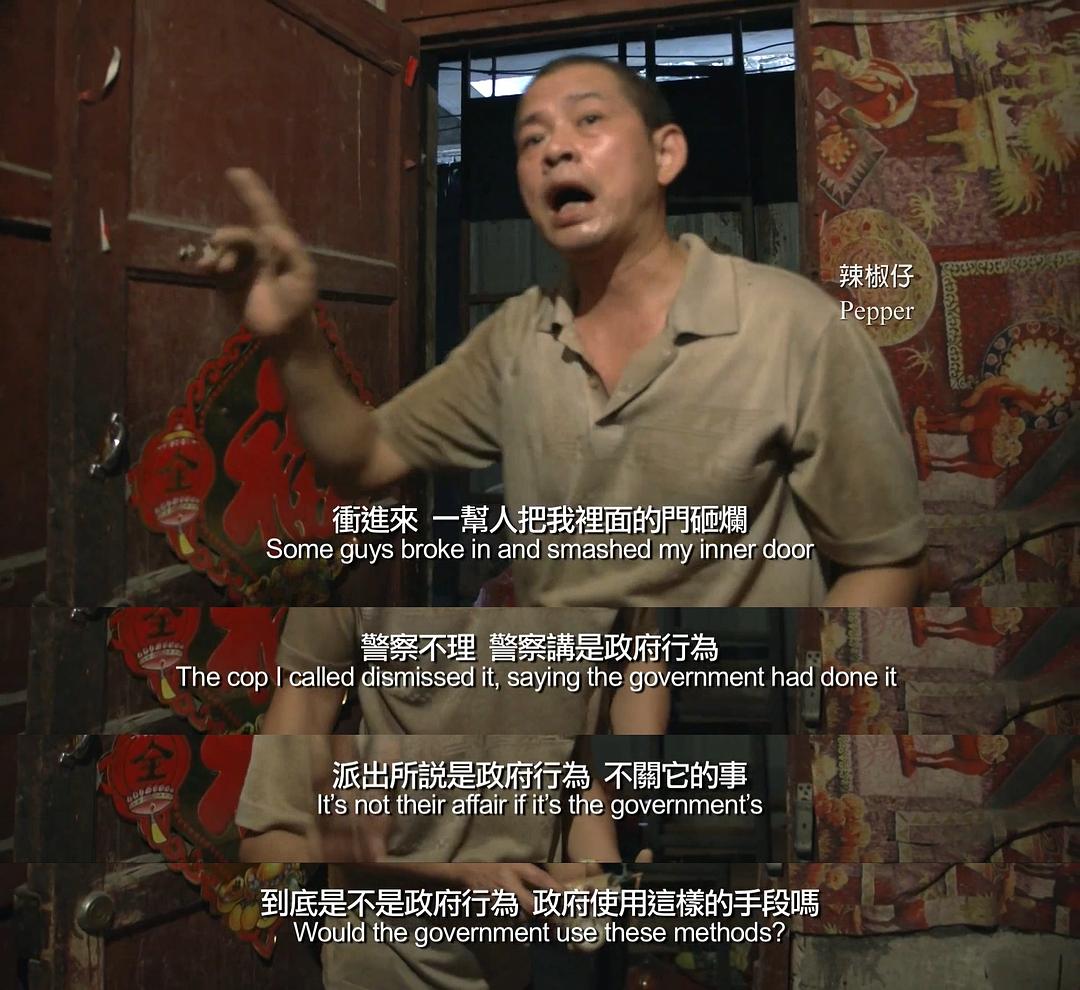 辣椒仔
Pepper
衝進來 一幫人把我裡面的門砸爛
Some guys broke in and smashed my inner door
全
警察不理 警察講是政府行為
The cop I called dismissed it, saying the government had done it
全
派出所説是政府行為 不關它的事
It's not their affair if it's the government's
全
到底是不是政府行為 政府使用這樣的手段嗎
Would the government use these methods?